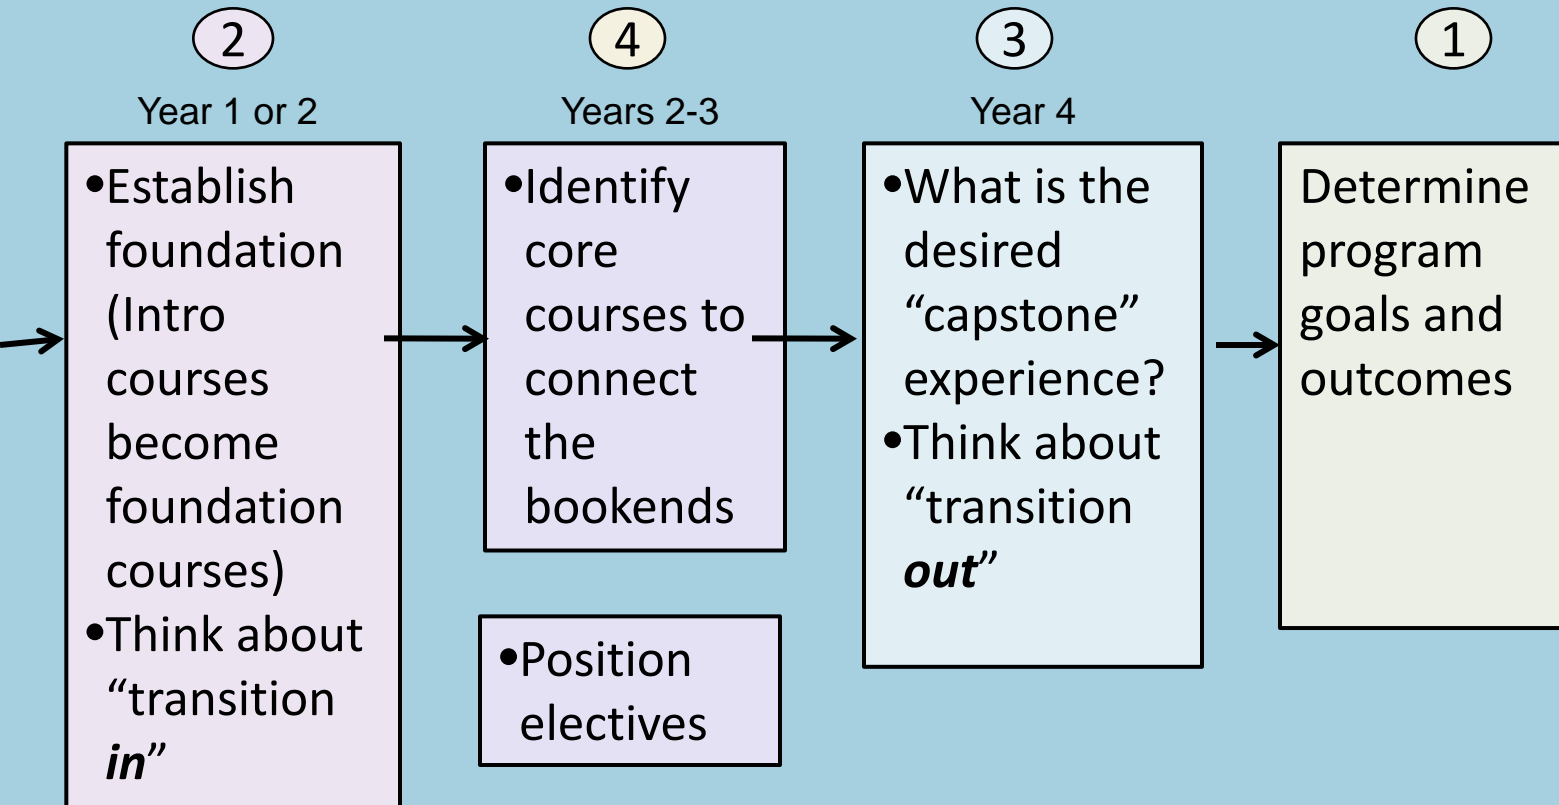 2
Year 1 or 2
•Establish
foundation
(Intro
courses
become
foundation
courses)
•Think about
“transition
in”
4
Years 2-3
•Identify
core
courses to
connect
the
bookends
•Position
electives
3
Year 4
•What is the
desired
“capstone”
experience?
•Think about
“transition
out”
1
Determine
program
goals and
outcomes